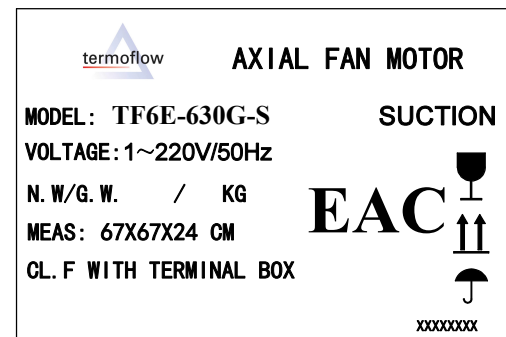 termoflow
AXIAL FAN MOTOR
MODEL: TF6E-630G-S
SUCTION
VOLTAGE:1~220V/50Hz
N.W/G.W. / KG
EAC
MEAS: 67X67X24 CM
CL.F WITH TERMINAL BOX
XXXXXXXX